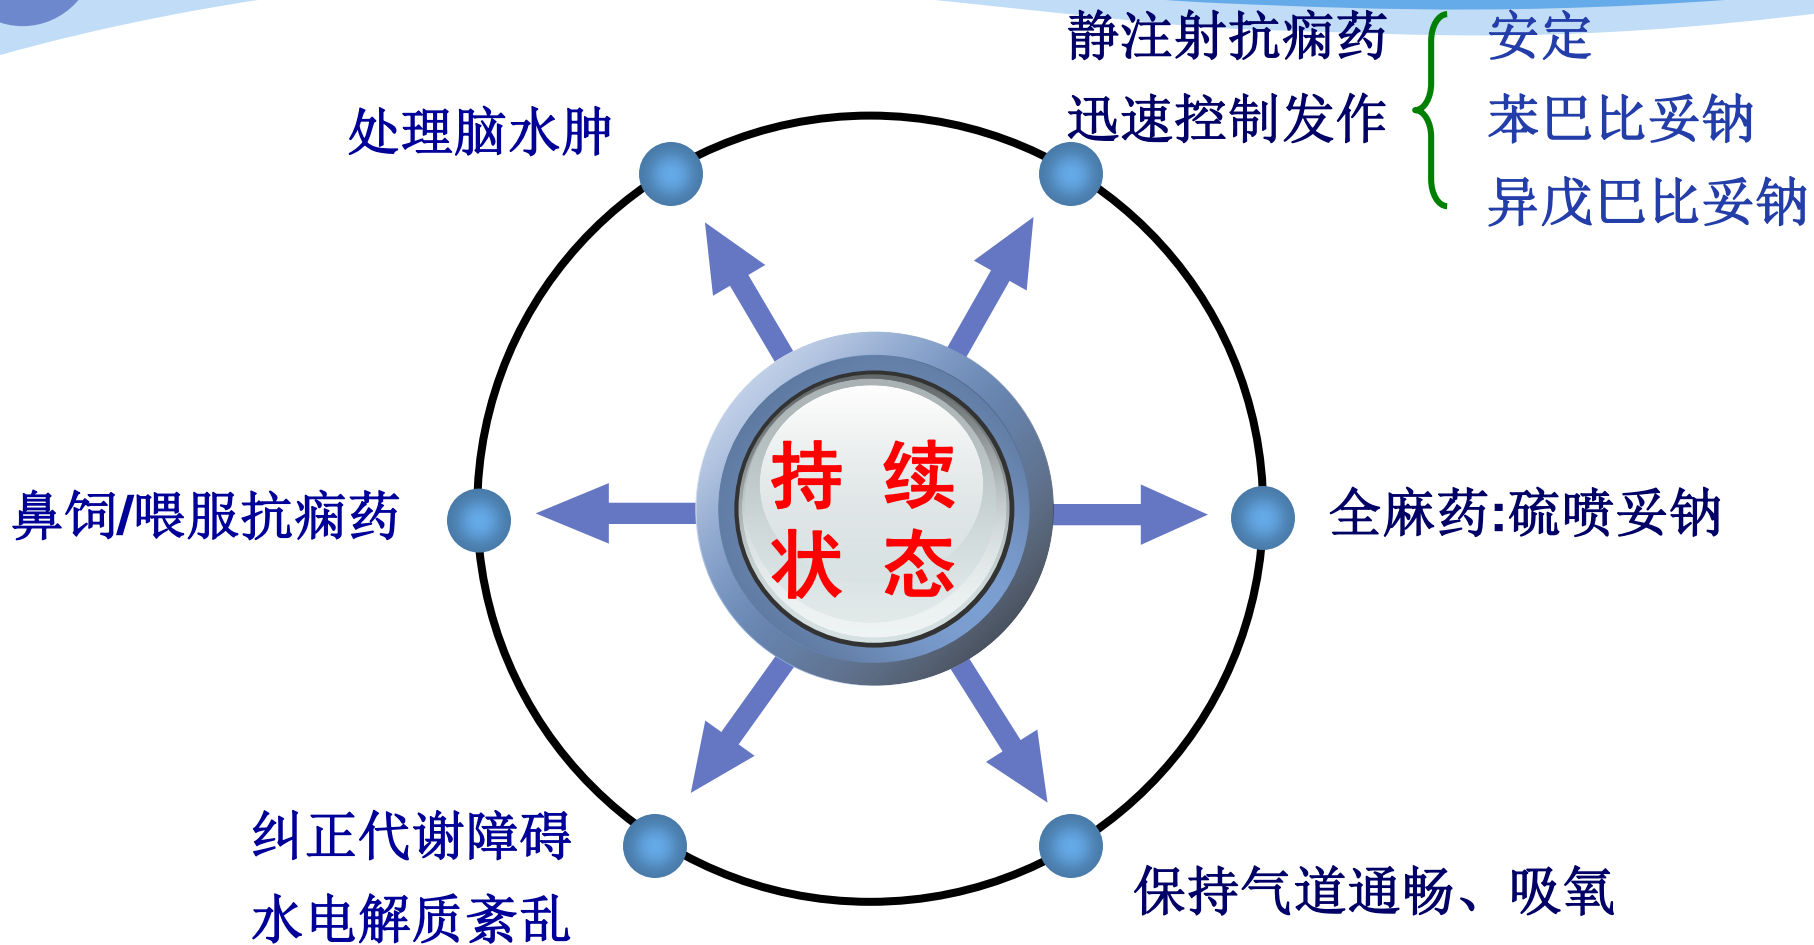 静注射抗痫药
迅速控制发作
安定
苯巴比妥钠
异戊巴比妥钠
处理脑水肿
持 续
状 态
鼻饲/喂服抗痫药
全麻药:硫喷妥钠
纠正代谢障碍
水电解质紊乱
保持气道通畅、吸氧